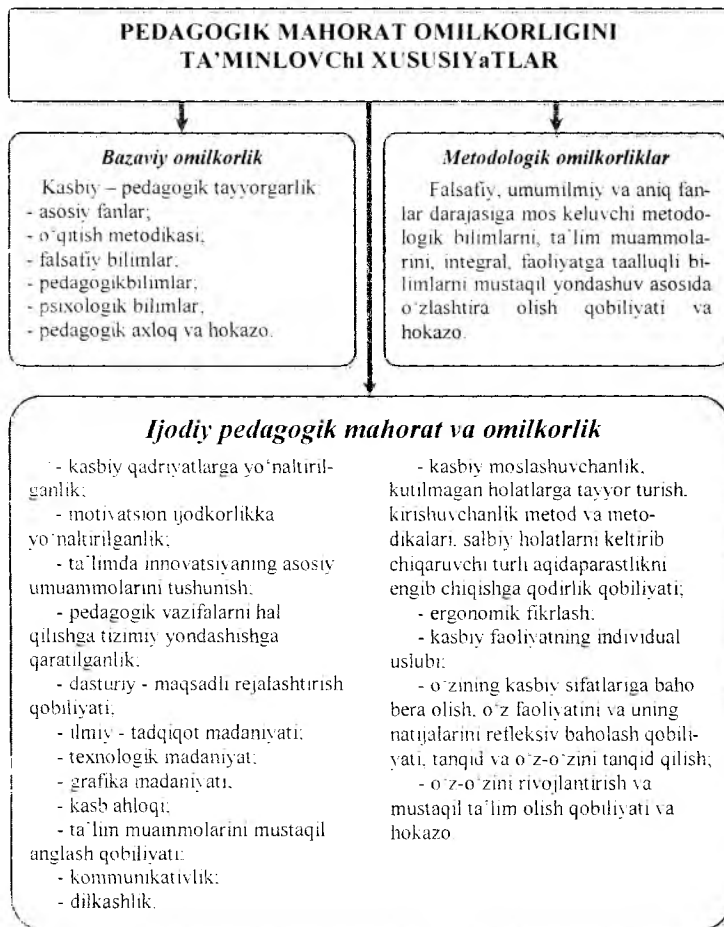 PEDAGOGIK MAHORAT OMILKORLIGINI
TA’MINLOVChI XUSUSIYaTLAR
Bazaviy omilkorlik
Kasbiy – pedagogik tayyorgarlik
- asosiy fanlar;
- o‘qitish metodikasi;
- falsafiy bilimlar;
- pedagogikbilimlar;
- psixologik bilimlar,
- pedagogik axloq va hokazo.
Metodologik omilkorliklar
Falsafiy, umumilmiy va aniq fan-
lar darajasiga mos keluvchi metodo-
logik bilimlarni, ta`lim muammola-
rini, integral, faoliyatga taalluqli bi-
limlarni mustaqil yondashuv asosida
o‘zlashtira olish qobiliyati va
hokazo.
Ijodiy pedagogik mahorat va omilkorlik
- kasbiy qadriyatlarga yo‘naltiril-
ganlik;
- motivatsion ijodkorlikka
yo‘naltirilganlik;
- ta`limda innovatsiyaning asosiy
umuammolarini tushunish;
- pedagogik vazifalarni hal
qilishga tizimiy yondashishga
qaratilganlik;
- dasturiy - maqsadli rejalashtirish
qobiliyati,
- ilmiy - tadqiqot madaniyati;
- texnologik madaniyat;
- grafika madaniyati,
- kasb ahloqi;
- ta`lim muammolarini mustaqil
anglash qobiliyati;
- kommunikativlik;
- dilkashlik.
- kasbiy moslashuvchanlik,
kutilmagan holatlarga tayyor turish,
kirishuvchanlik metod va meto-
dikalari, salbiy holatlarni keltirib
chiqaruvchi turli aqidaparastlikni
engib chiqishga qodirlik qobiliyati;
- ergonomik fikrlash;
- kasbiy faoliyatning individual
uslubi;
- o‘zining kasbiy sifatlariga baho
bera olish, o‘z faoliyatini va uning
natijalarini refleksiv baholash qobili-
yati, tanqid va o‘z-o‘zini tanqid qilish;
- o‘z-o‘zini rivojlantirish va
mustaqil ta`lim olish qobiliyati va
hokazo